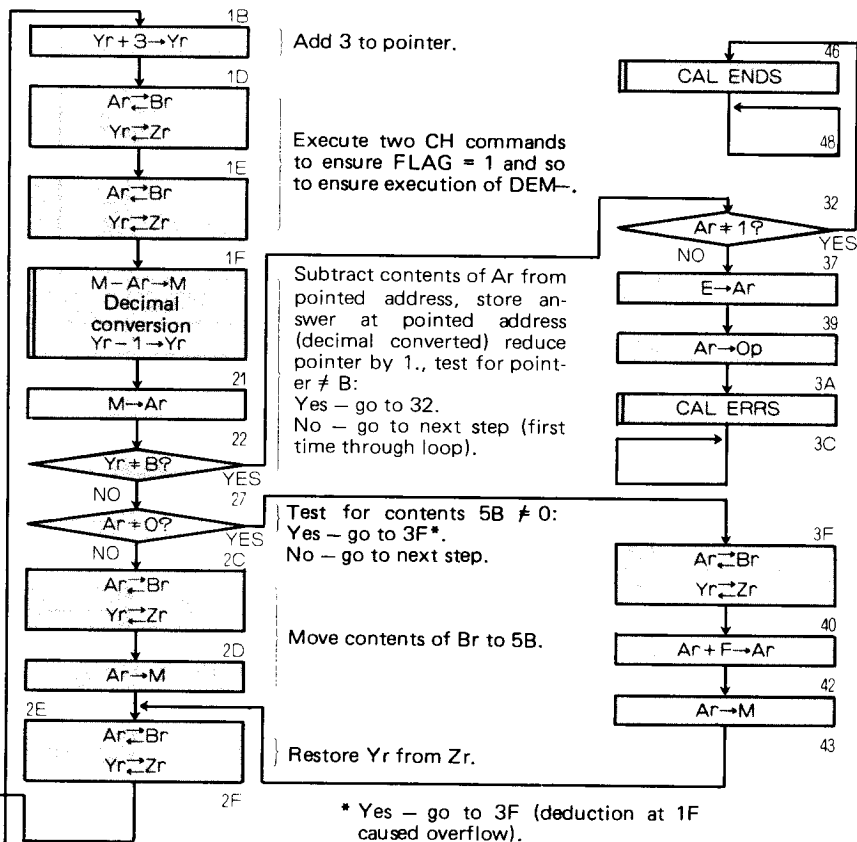 1B
Yr + 3→Yr
Add 3 to pointer.
1D
Ar⇄Br
Yr⇄Zr
1E
Ar⇄Br
Yr⇄Zr
Execute two CH commands
to ensure FLAG = 1 and so
to ensure execution of DEM–.
1F
M – Ar→M
Decimal
conversion
Yr – 1→Yr
Subtract contents of Ar from
pointed address, store an-
swer at pointed address
(decimal converted) reduce
pointer by 1., test for point-
er ≠ B:
Yes – go to 32.
No – go to next step (first
time through loop).
21
M→Ar
22
Yr ≠ B?
YES
NO
27
Ar ≠ 0?
YES
NO
Test for contents 5B ≠ 0:
Yes – go to 3F*.
No – go to next step.
2C
Ar⇄Br
Yr⇄Zr
2D
Ar→M
Move contents of Br to 5B.
2E
Ar⇄Br
Yr⇄Zr
Restore Yr from Zr.
2F
46
CAL ENDS
48
32
Ar ≠ 1?
YES
NO
37
E→Ar
39
Ar→Op
3A
CAL ERRS
3C
3F
Ar⇄Br
Yr⇄Zr
40
Ar + F→Ar
42
Ar→M
43
* Yes – go to 3F (deduction at 1F
caused overflow).